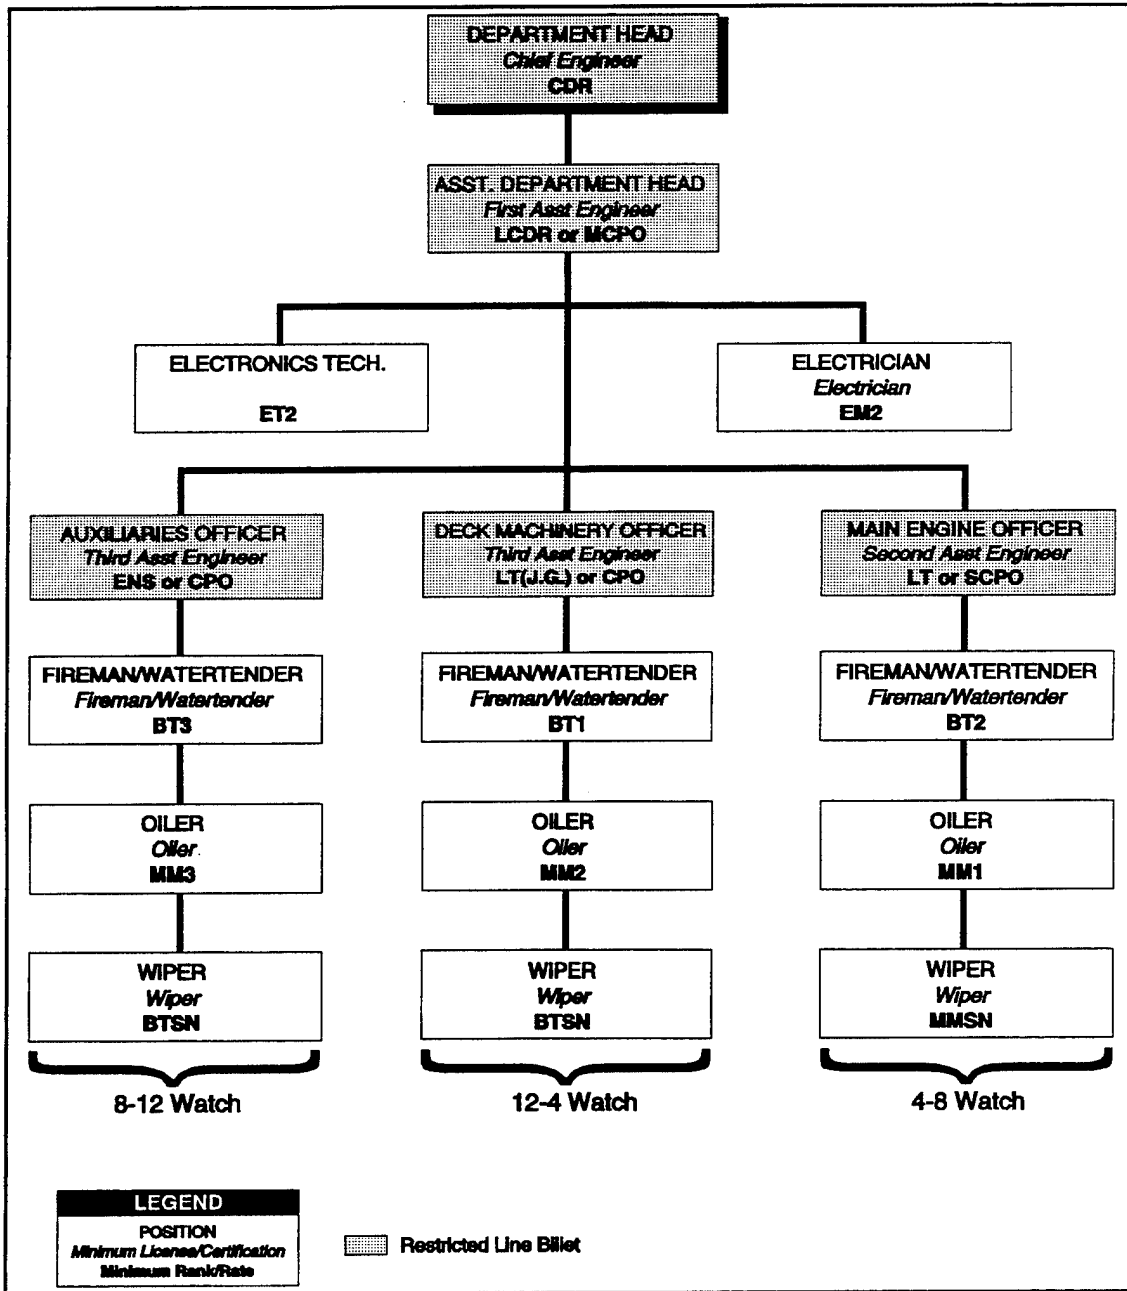 DEPARTMENT HEAD
Chief Engineer
CDR
ASST. DEPARTMENT HEAD
First Asst Engineer
LCDR or MCPO
ELECTRONICS TECH.
ET2
ELECTRICIAN
Electrician
EM2
AUXILIARIES OFFICER
Third Asst Engineer
ENS or CPO
DECK MACHINERY OFFICER
Third Asst Engineer
LT(J.G.) or CPO
MAIN ENGINE OFFICER
Second Asst Engineer
LT or SCPO
FIREMAN/WATERTENDER
Fireman/Watertender
BT3
FIREMAN/WATERTENDER
Fireman/Watertender
BT1
FIREMAN/WATERTENDER
Fireman/Watertender
BT2
OILER
Oiler
MM3
OILER
Oiler
MM2
OILER
Oiler
MM1
WIPER
Wiper
BTSN
WIPER
Wiper
BTSN
WIPER
Wiper
MMSN
8-12 Watch
12-4 Watch
4-8 Watch
LEGEND
POSITION
Minimum License/Certification
Minimum Rank/Rate
Restricted Line Billet